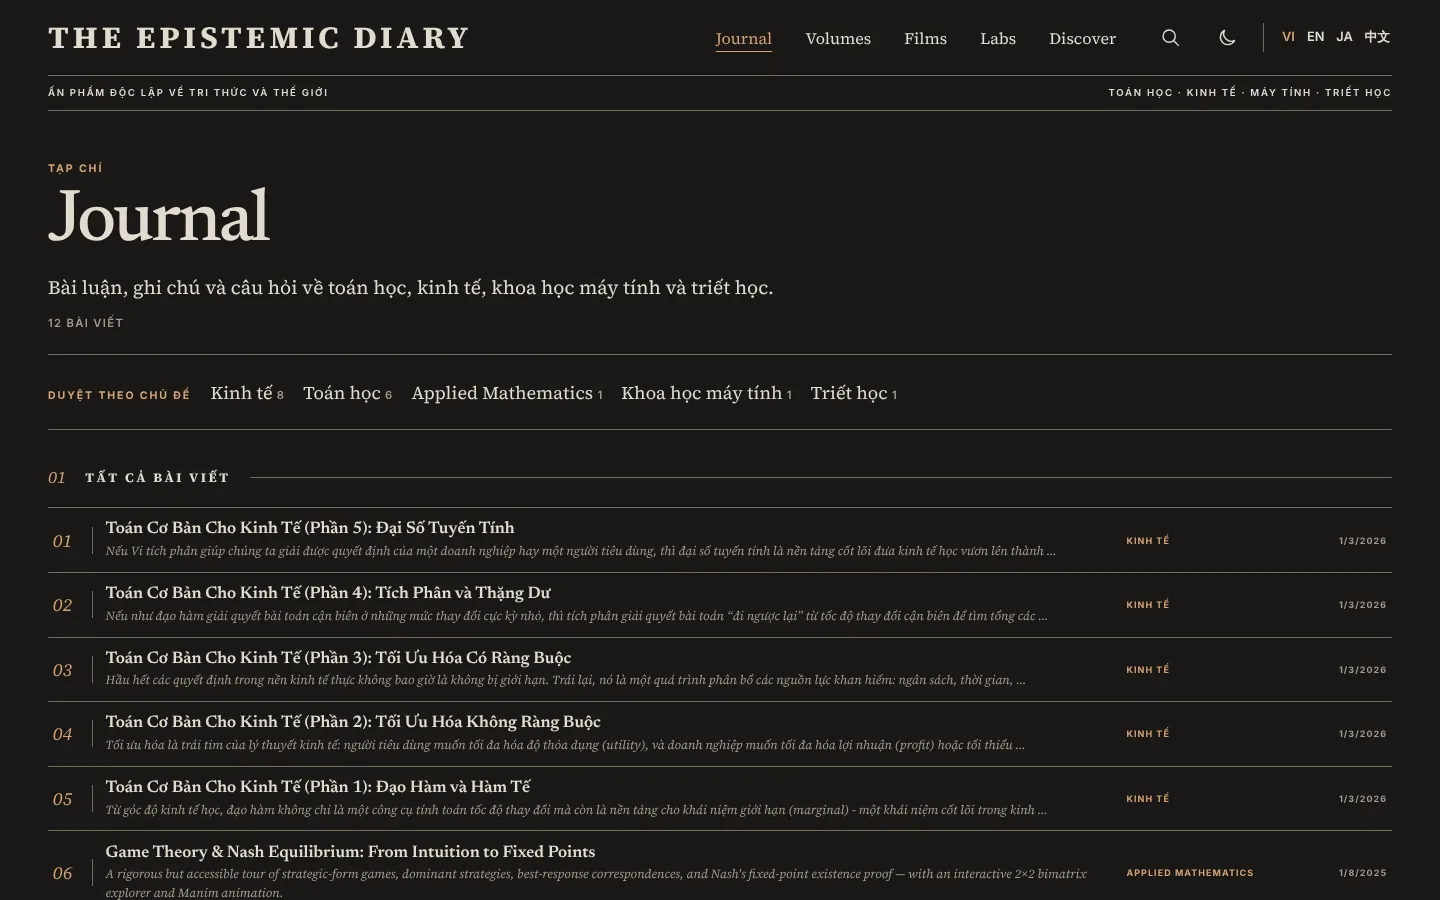 THE EPISTEMIC DIARY
Journal Volumes Films Labs Discover VI EN JA 中文
ẤN PHẨM ĐỘC LẬP VỀ TRI THỨC VÀ THẾ GIỚI
TOÁN HỌC · KINH TẾ · MÁY TÍNH · TRIẾT HỌC
TẠP CHÍ
Journal
Bài luận, ghi chú và câu hỏi về toán học, kinh tế, khoa học máy tính và triết học.
12 BÀI VIẾT
DUYỆT THEO CHỦ ĐỀ Kinh tế 8 Toán học 6 Applied Mathematics 1 Khoa học máy tính 1 Triết học 1
01 TẤT CẢ BÀI VIẾT
01 Toán Cơ Bản Cho Kinh Tế (Phần 5): Đại Số Tuyến Tính
Nếu Vi tích phân giúp chúng ta giải được quyết định của một doanh nghiệp hay một người tiêu dùng, thì đại số tuyến tính là nền tảng cốt lõi đưa kinh tế học vươn lên thành ...
KINH TẾ 1/3/2026
02 Toán Cơ Bản Cho Kinh Tế (Phần 4): Tích Phân và Thặng Dư
Nếu như đạo hàm giải quyết bài toán cận biên ở những mức thay đổi cực kỳ nhỏ, thì tích phân giải quyết bài toán “đi ngược lại” từ tốc độ thay đổi cận biên để tìm tổng các ...
KINH TẾ 1/3/2026
03 Toán Cơ Bản Cho Kinh Tế (Phần 3): Tối Ưu Hóa Có Ràng Buộc
Hầu hết các quyết định trong nền kinh tế thực không bao giờ là không bị giới hạn. Trái lại, nó là một quá trình phân bổ các nguồn lực khan hiếm: ngân sách, thời gian, ...
KINH TẾ 1/3/2026
04 Toán Cơ Bản Cho Kinh Tế (Phần 2): Tối Ưu Hóa Không Ràng Buộc
Tối ưu hóa là trái tim của lý thuyết kinh tế: người tiêu dùng muốn tối đa hóa độ thỏa dụng (utility), và doanh nghiệp muốn tối đa hóa lợi nhuận (profit) hoặc tối thiểu ...
KINH TẾ 1/3/2026
05 Toán Cơ Bản Cho Kinh Tế (Phần 1): Đạo Hàm và Hàm Tế
Từ góc độ kinh tế học, đạo hàm không chỉ là một công cụ tính toán tốc độ thay đổi mà còn là nền tảng cho khái niệm giới hạn (marginal) - một khái niệm cốt lõi trong kinh ...
KINH TẾ 1/3/2026
06 Game Theory & Nash Equilibrium: From Intuition to Fixed Points
A rigorous but accessible tour of strategic-form games, dominant strategies, best-response correspondences, and Nash's fixed-point existence proof — with an interactive 2×2 bimatrix
explorer and Manim animation.
APPLIED MATHEMATICS 1/8/2025